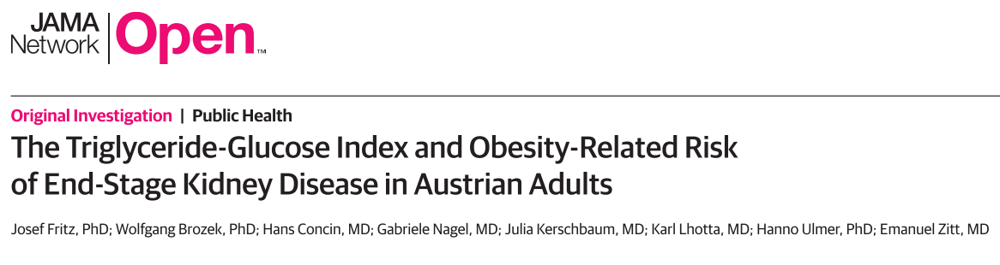 JAMA
Network
Open™
Original Investigation | Public Health
The Triglyceride-Glucose Index and Obesity-Related Risk
of End-Stage Kidney Disease in Austrian Adults
Josef Fritz, PhD; Wolfgang Brozek, PhD; Hans Concin, MD; Gabriele Nagel, MD; Julia Kerschbaum, MD; Karl Lhotta, MD; Hanno Ulmer, PhD; Emanuel Zitt, MD